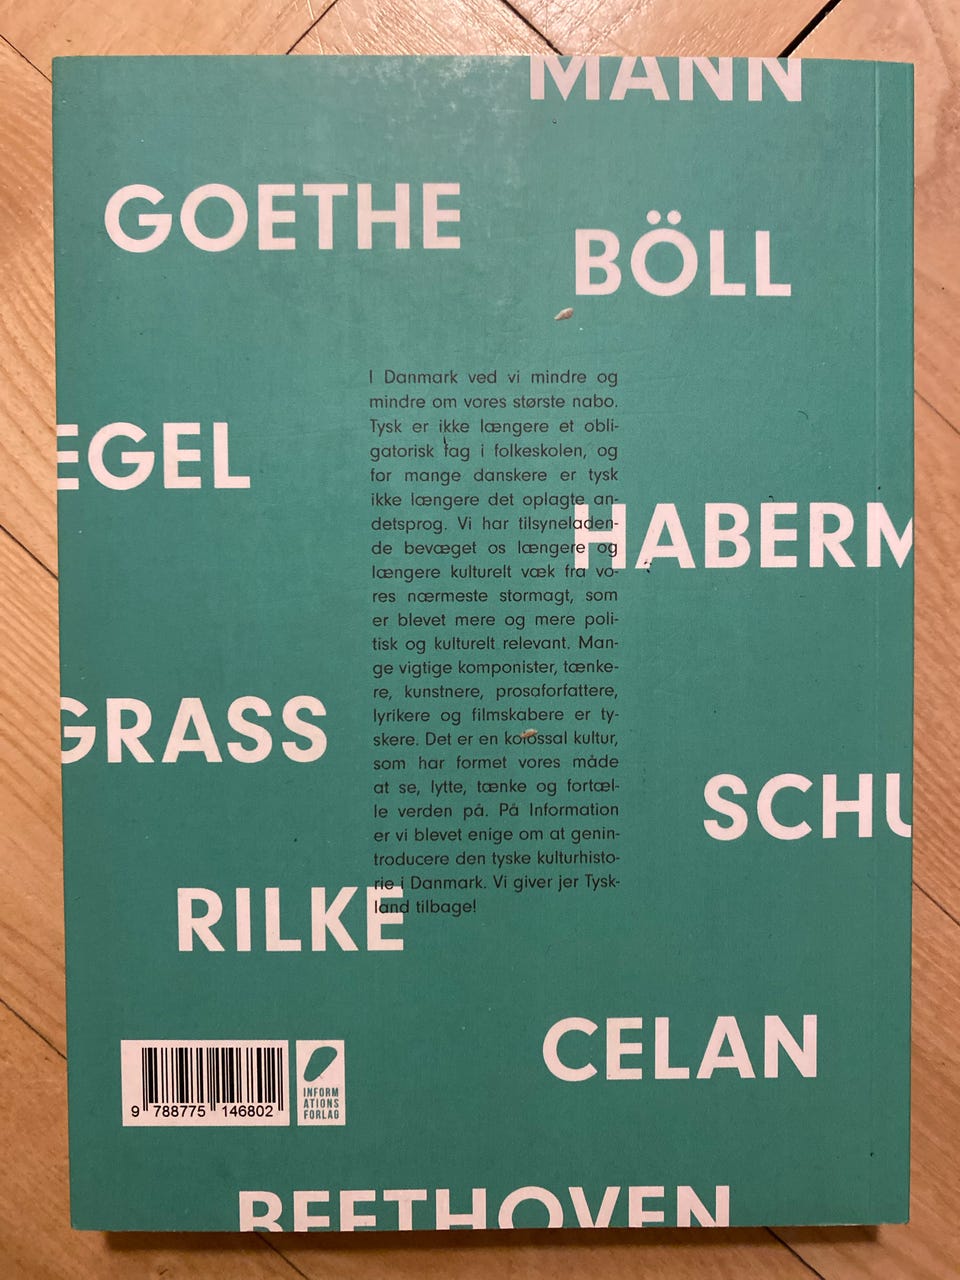 MANN
GOETHE
BÖLL
I Danmark ved vi mindre og
mindre om vores største nabo.
Tysk er ikke længere et obli-
gatorisk fag i folkeskolen, og
for mange danskere er tysk
ikke længere det oplagte an-
detsprog. Vi har tilsyneladen-
de bevæget os længere og
længere kulturelt væk fra vo-
res nærmeste stormagt, som
er blevet mere og mere poli-
tisk og kulturelt relevant. Man-
ge vigtige komponister, tænke-
re, kunstnere, prosaforfattere,
lyrikere og filmskabere er ty-
skere. Det er en kolossal kultur,
som har formet vores måde
at se, lytte, tænke og fortæl-
le verden på. På Information
er vi blevet enige om at genin-
troducere den tyske kulturhisto-
rie i Danmark. Vi giver jer Tysk-
land tilbage!
EGEL
HABERM
GRASS
SCHU
RILKE
CELAN
9 788775 146802
INFORM
ATIONS
FORLAG
BEETHOVEN